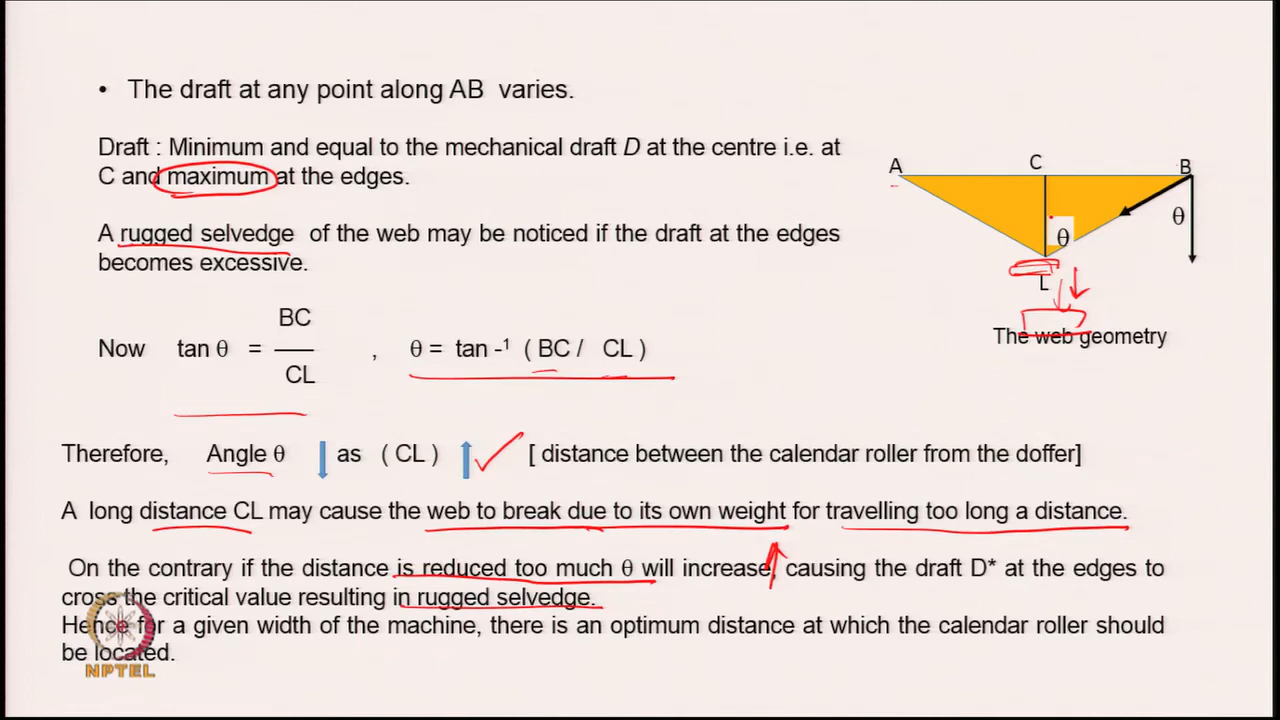 • The draft at any point along AB varies.
Draft : Minimum and equal to the mechanical draft D at the centre i.e. at
C and maximum at the edges.
A rugged selvedge of the web may be noticed if the draft at the edges
becomes excessive.
A C B
θ θ
L
The web geometry
BC
Now tan θ = — , θ = tan -¹ ( BC / CL )
CL
Therefore, Angle θ ↓ as ( CL ) ↑ [ distance between the calendar roller from the doffer]
A long distance CL may cause the web to break due to its own weight for travelling too long a distance.
On the contrary if the distance is reduced too much θ will increase, causing the draft D* at the edges to
cross the critical value resulting in rugged selvedge.
Hence for a given width of the machine, there is an optimum distance at which the calendar roller should
be located.
NPTEL